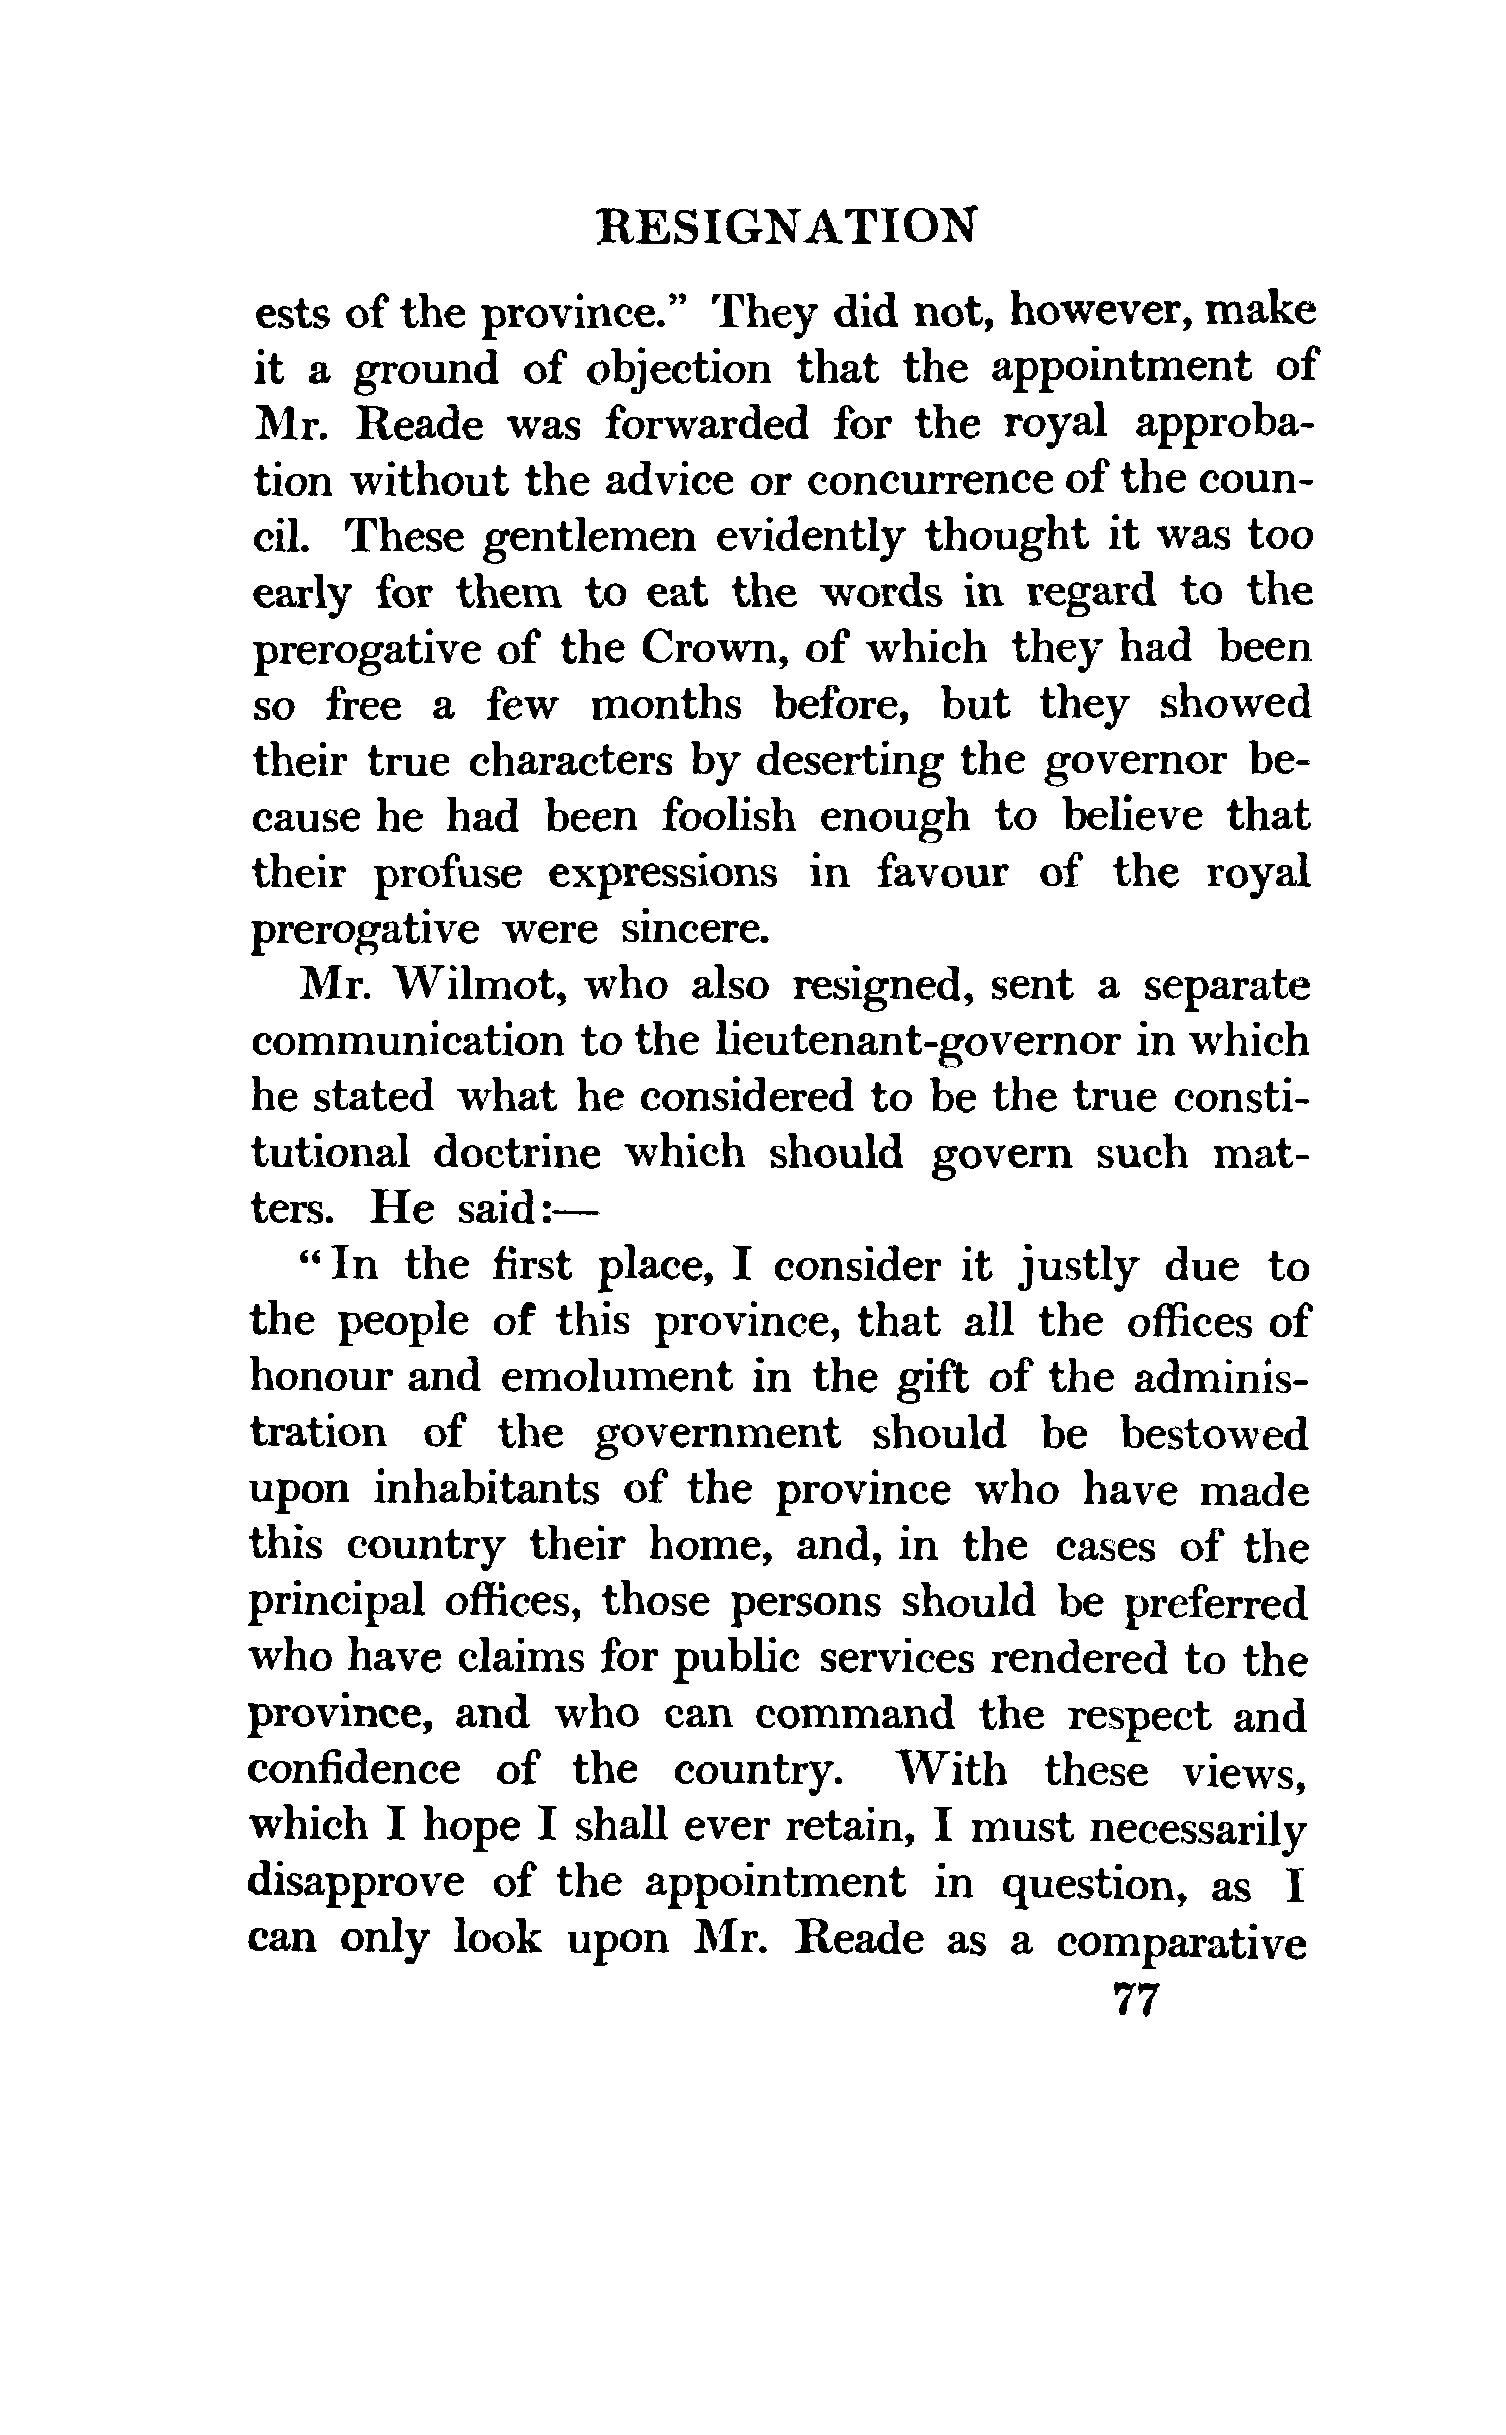 RESIGNATION
ests of the province.” They did not, however, make
it a ground of objection that the appointment of
Mr. Reade was forwarded for the royal approba-
tion without the advice or concurrence of the coun-
cil. These gentlemen evidently thought it was too
early for them to eat the words in regard to the
prerogative of the Crown, of which they had been
so free a few months before, but they showed
their true characters by deserting the governor be-
cause he had been foolish enough to believe that
their profuse expressions in favour of the royal
prerogative were sincere.
Mr. Wilmot, who also resigned, sent a separate
communication to the lieutenant-governor in which
he stated what he considered to be the true consti-
tutional doctrine which should govern such mat-
ters. He said:—
“In the first place, I consider it justly due to
the people of this province, that all the offices of
honour and emolument in the gift of the adminis-
tration of the government should be bestowed
upon inhabitants of the province who have made
this country their home, and, in the cases of the
principal offices, those persons should be preferred
who have claims for public services rendered to the
province, and who can command the respect and
confidence of the country. With these views,
which I hope I shall ever retain, I must necessarily
disapprove of the appointment in question, as I
can only look upon Mr. Reade as a comparative
77